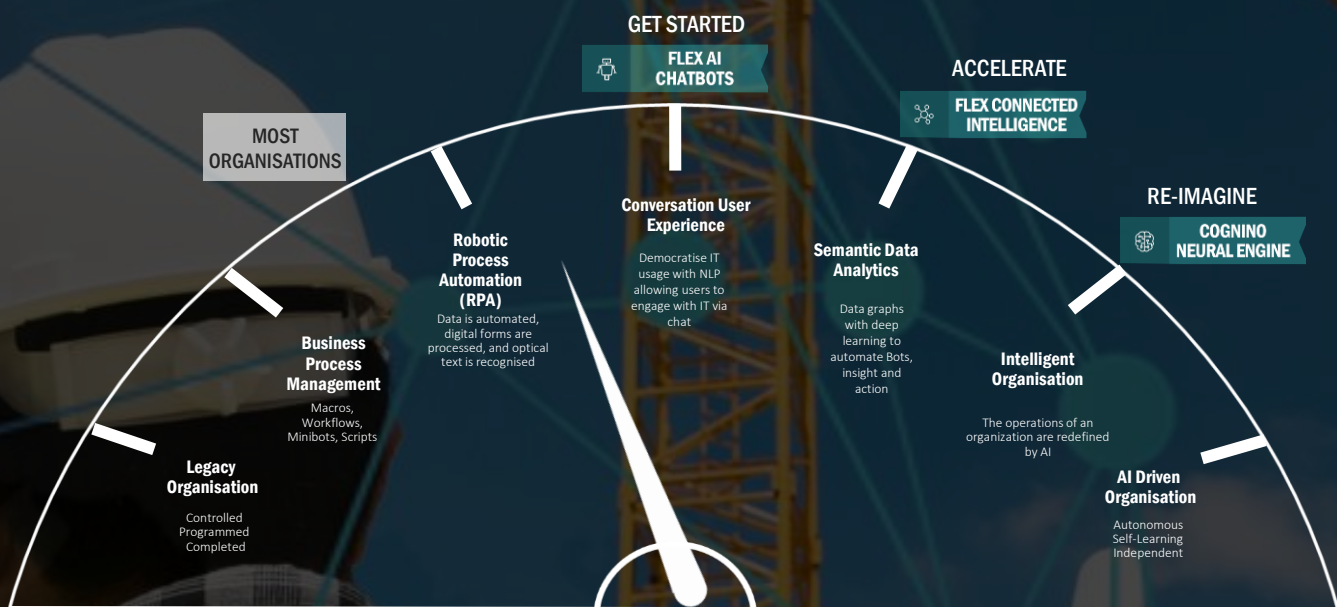 GET STARTED
FLEX AI
CHATBOTS
ACCELERATE
FLEX CONNECTED
INTELLIGENCE
MOST
ORGANISATIONS
RE-IMAGINE
COGNINO
NEURAL ENGINE
Legacy
Organisation
Controlled
Programmed
Completed
Business
Process
Management
Macros,
Workflows,
Minibots, Scripts
Robotic
Process
Automation
(RPA)
Data is automated,
digital forms are
processed, and optical
text is recognised
Conversation User
Experience
Democratise IT
usage with NLP
allowing users to
engage with IT via
chat
Semantic Data
Analytics
Data graphs
with deep
learning to
automate Bots,
insight and
action
Intelligent
Organisation
The operations of an
organization are redefined
by AI
AI Driven
Organisation
Autonomous
Self-Learning
Independent